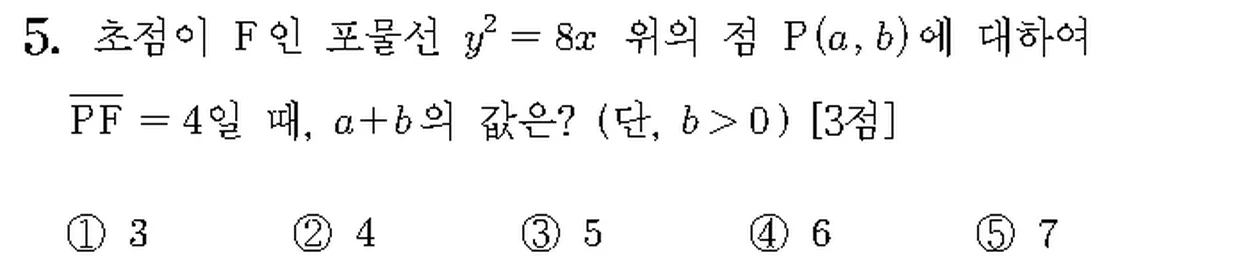 5. 초점이 F인 포물선 y² = 8x 위의 점 P(a, b)에 대하여
P̅F̅ = 4일 때, a+b의 값은? (단, b > 0) [3점]
① 3 ② 4 ③ 5 ④ 6 ⑤ 7